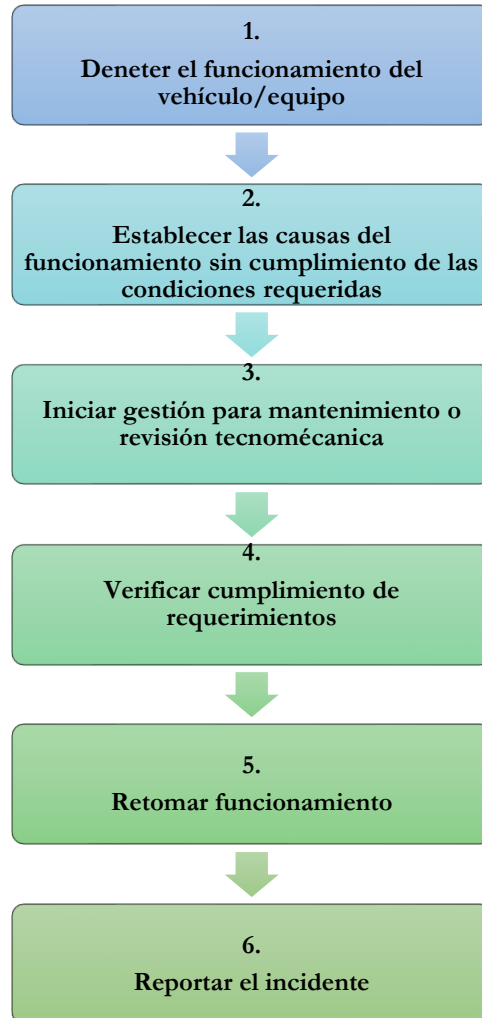 1.
Deneter el funcionamiento del
vehículo/equipo
2.
Establecer las causas del
funcionamiento sin cumplimiento de las
condiciones requeridas
3.
Iniciar gestión para mantenimiento o
revisión tecnomécanica
4.
Verificar cumplimiento de
requerimientos
5.
Retomar funcionamiento
6.
Reportar el incidente